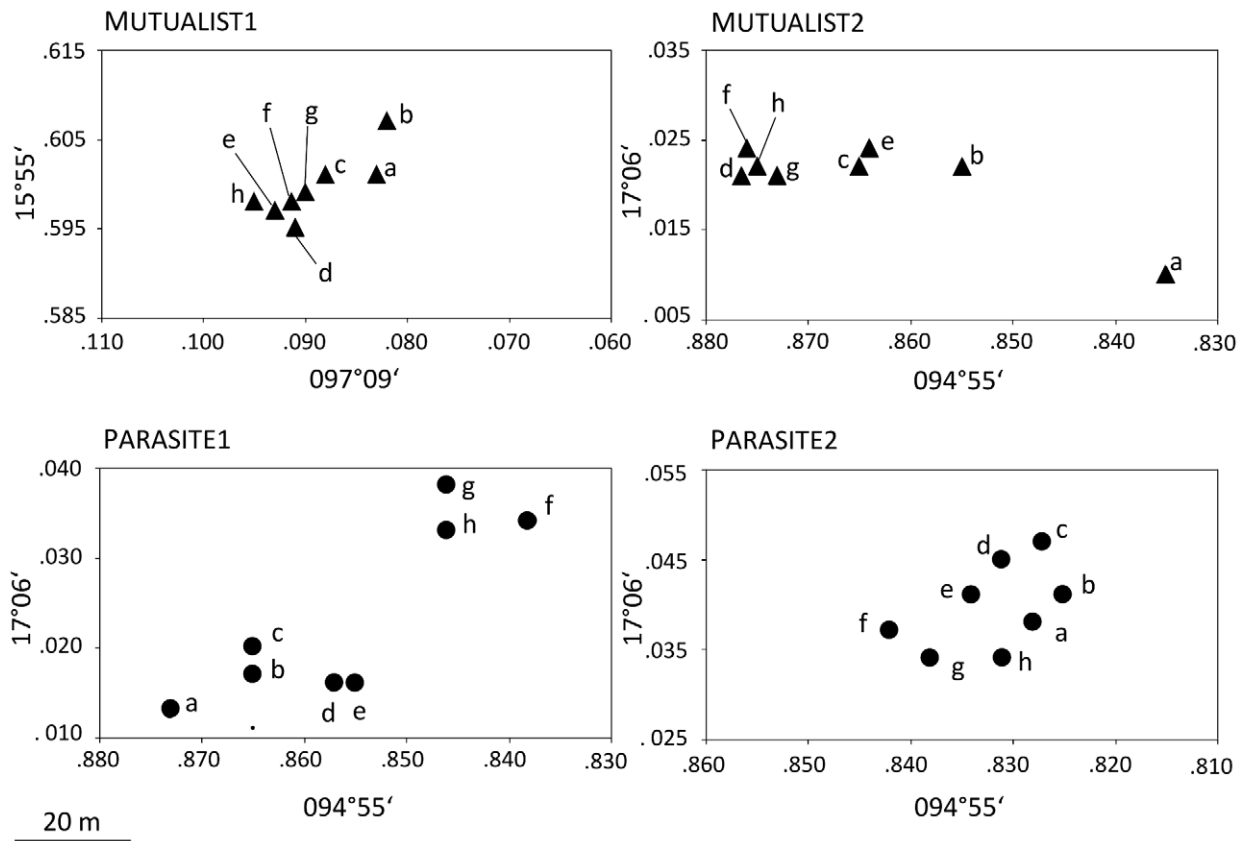 MUTUALIST1
.615
.605
.595
.585
15°55‘
f
g
b
e
c
a
h
d
.110
.100
.090
.080
.070
.060
097°09‘
MUTUALIST2
.035
.025
.015
.005
17°06‘
f
h
e
b
d
g
c
a
.880
.870
.860
.850
.840
.830
094°55‘
PARASITE1
.040
.030
.020
.010
17°06‘
g
f
h
c
b
a
d
e
.880
.870
.860
.850
.840
.830
094°55‘
20 m
PARASITE2
.055
.045
.035
.025
17°06‘
c
d
e
b
f
a
g
h
.860
.850
.840
.830
.820
.810
094°55‘